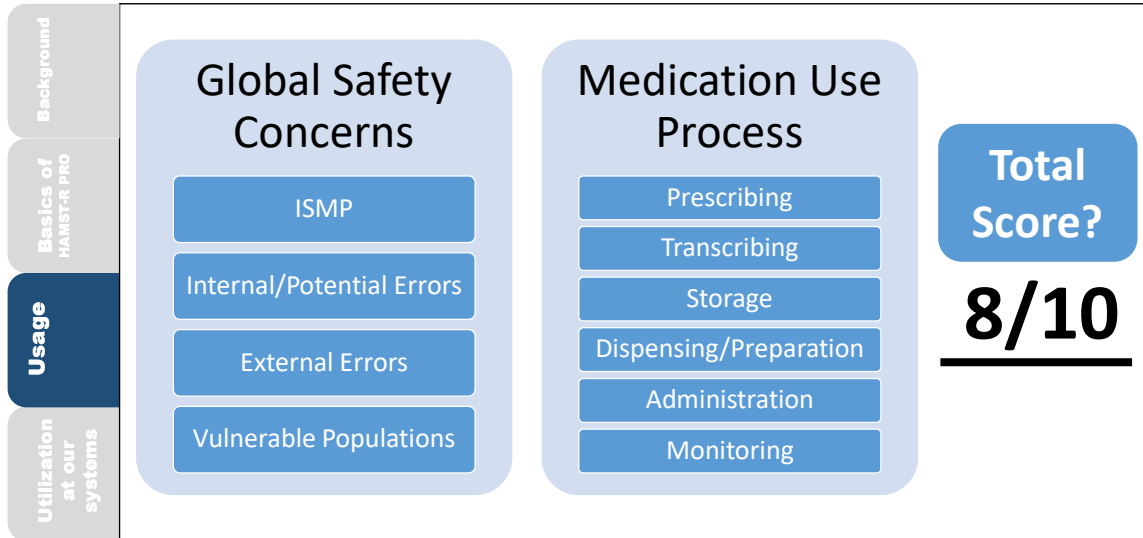 Background
Basics of
HAMST-R PRO
Usage
Utilization
at our
systems
Global Safety
Concerns
ISMP
Internal/Potential Errors
External Errors
Vulnerable Populations
Medication Use
Process
Prescribing
Transcribing
Storage
Dispensing/Preparation
Administration
Monitoring
Total
Score?
8/10